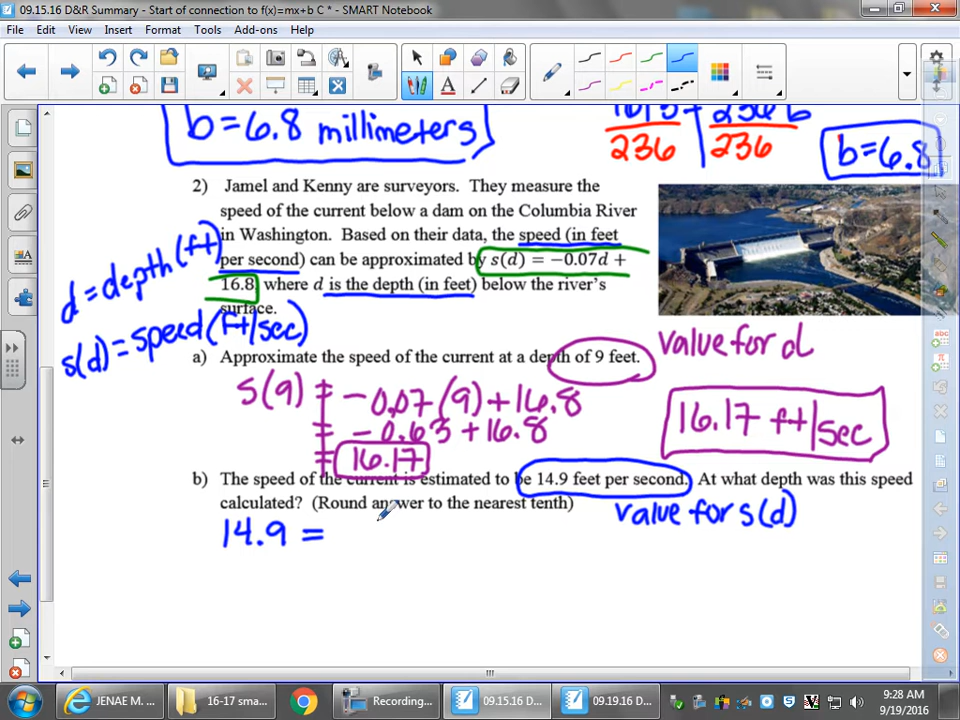 09.15.16 D&R Summary - Start of connection to f(x)=mx+b C * - SMART Notebook
File Edit View Insert Format Tools Add-ons Help
b=6.8 millimeters
236 236
b=6.8
2) Jamel and Kenny are surveyors. They measure the
speed of the current below a dam on the Columbia River
in Washington. Based on their data, the speed (in feet
per second) can be approximated by s(d) = −0.07d +
16.8, where d is the depth (in feet) below the river's
surface.
d = depth (ft)
s(d) = speed (ft/sec)
a) Approximate the speed of the current at a depth of 9 feet.
value for d
s(9) = -0.07(9)+16.8
= -0.63 +16.8
= 16.17
16.17 ft/sec
b) The speed of the current is estimated to be 14.9 feet per second. At what depth was this speed
calculated? (Round answer to the nearest tenth)
value for s(d)
14.9 =
JENAE M. ...
16-17 sma...
Recording...
09.15.16 D...
09.19.16 D...
9:28 AM
9/19/2016